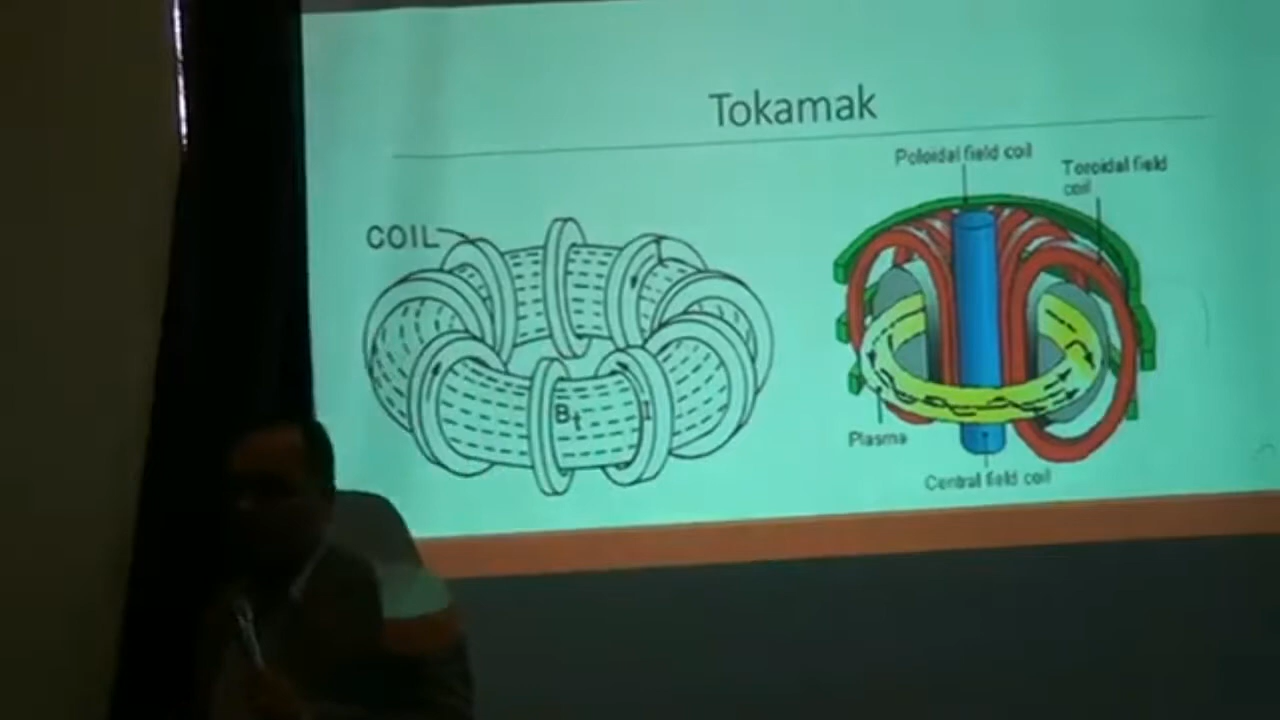 Tokamak
COIL
Bt
I
Poloidal field coil
Toroidal field
coil
Plasma
Central field coil